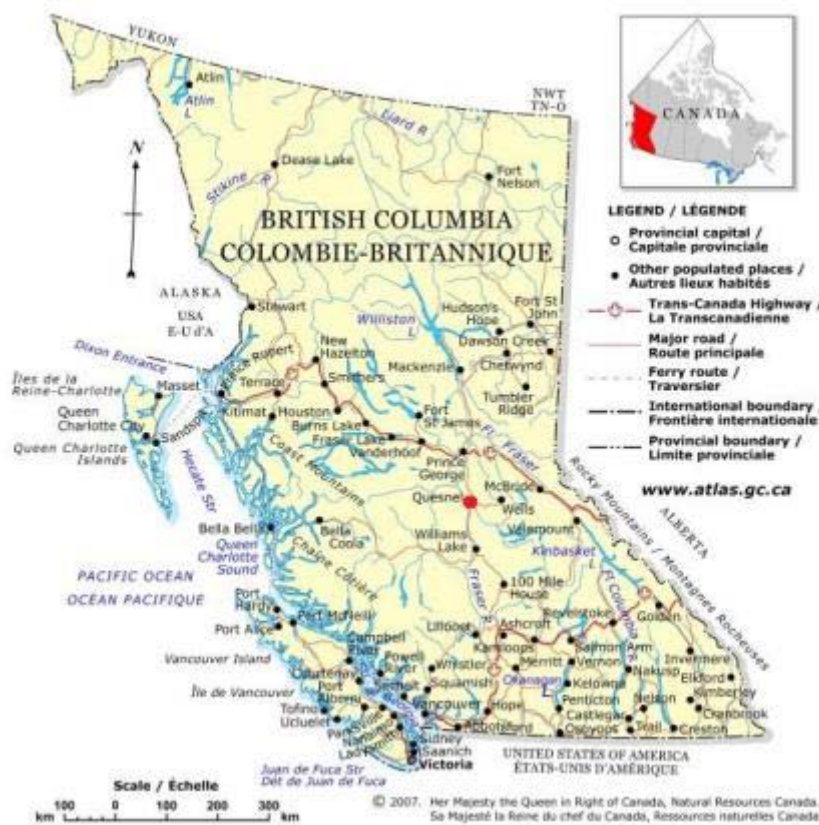 YUKON
Atlin
Atlin
L
NWT
TN-O
Liard R
Dease Lake
Fort
Nelson
Stikine
R
BRITISH COLUMBIA
COLOMBIE-BRITANNIQUE
N
CANADA
LEGEND / LÉGENDE
Provincial capital /
Capitale provinciale
Other populated places /
Autres lieux habités
Trans-Canada Highway /
La Transcanadienne
Major road /
Route principale
Ferry route /
Traversier
International boundary /
Frontière internationale
Provincial boundary /
Limite provinciale
www.atlas.gc.ca
ALASKA
USA
E-U d'A
Stewart
Williston
L
Hudson's
Hope
Fort St
John
Dawson Creek
Chetwynd
Mackenzie
Tumbler
Ridge
Dixon Entrance
Prince Rupert
New
Hazelton
Îles de la
Reine-Charlotte
Masset
Terrace
Smithers
Queen
Charlotte City
Sandspit
Kitimat
Houston
Burns Lake
Fort
St James
Queen Charlotte
Islands
Fraser Lake
Vanderhoof
Hecate Str
Coast Mountains
Prince
George
Ft. Fraser
Rocky Mountains / Montagnes Rocheuses
ALBERTA
McBride
Quesnel
Wells
Bella Bella
Bella
Coola
Williams
Lake
Valemount
Kinbasket
L
Queen
Charlotte
Sound
Chaîne Côtière
PACIFIC OCEAN
OCEAN PACIFIQUE
Fraser R
100 Mile
House
Fl Columbia R
Port
Hardy
Port McNeill
Port Alice
Revelstoke
Golden
Lillooet
Ashcroft
Campbell
River
Kamloops
Salmon Arm
Vancouver Island
Powell
River
Whistler
Merritt
Vernon
Nakusp
Invermere
Courtenay
Elkford
Île de Vancouver
Port
Alberni
Sechelt
Squamish
Okanagan
L
Kelowna
Kimberley
Tofino
Ucluelet
Vancouver
Hope
Penticton
Nelson
Cranbrook
Parksville
Nanaimo
Ladysmith
Abbotsford
Castlegar
Osoyoos
Trail
Creston
Sidney
Saanich
Victoria
UNITED STATES OF AMERICA
ÉTATS-UNIS D'AMÉRIQUE
Juan de Fuca Str
Dét de Juan de Fuca
Scale / Échelle
100 0 100 200 300
km km
© 2007. Her Majesty the Queen in Right of Canada, Natural Resources Canada.
Sa Majesté la Reine du chef du Canada, Ressources naturelles Canada